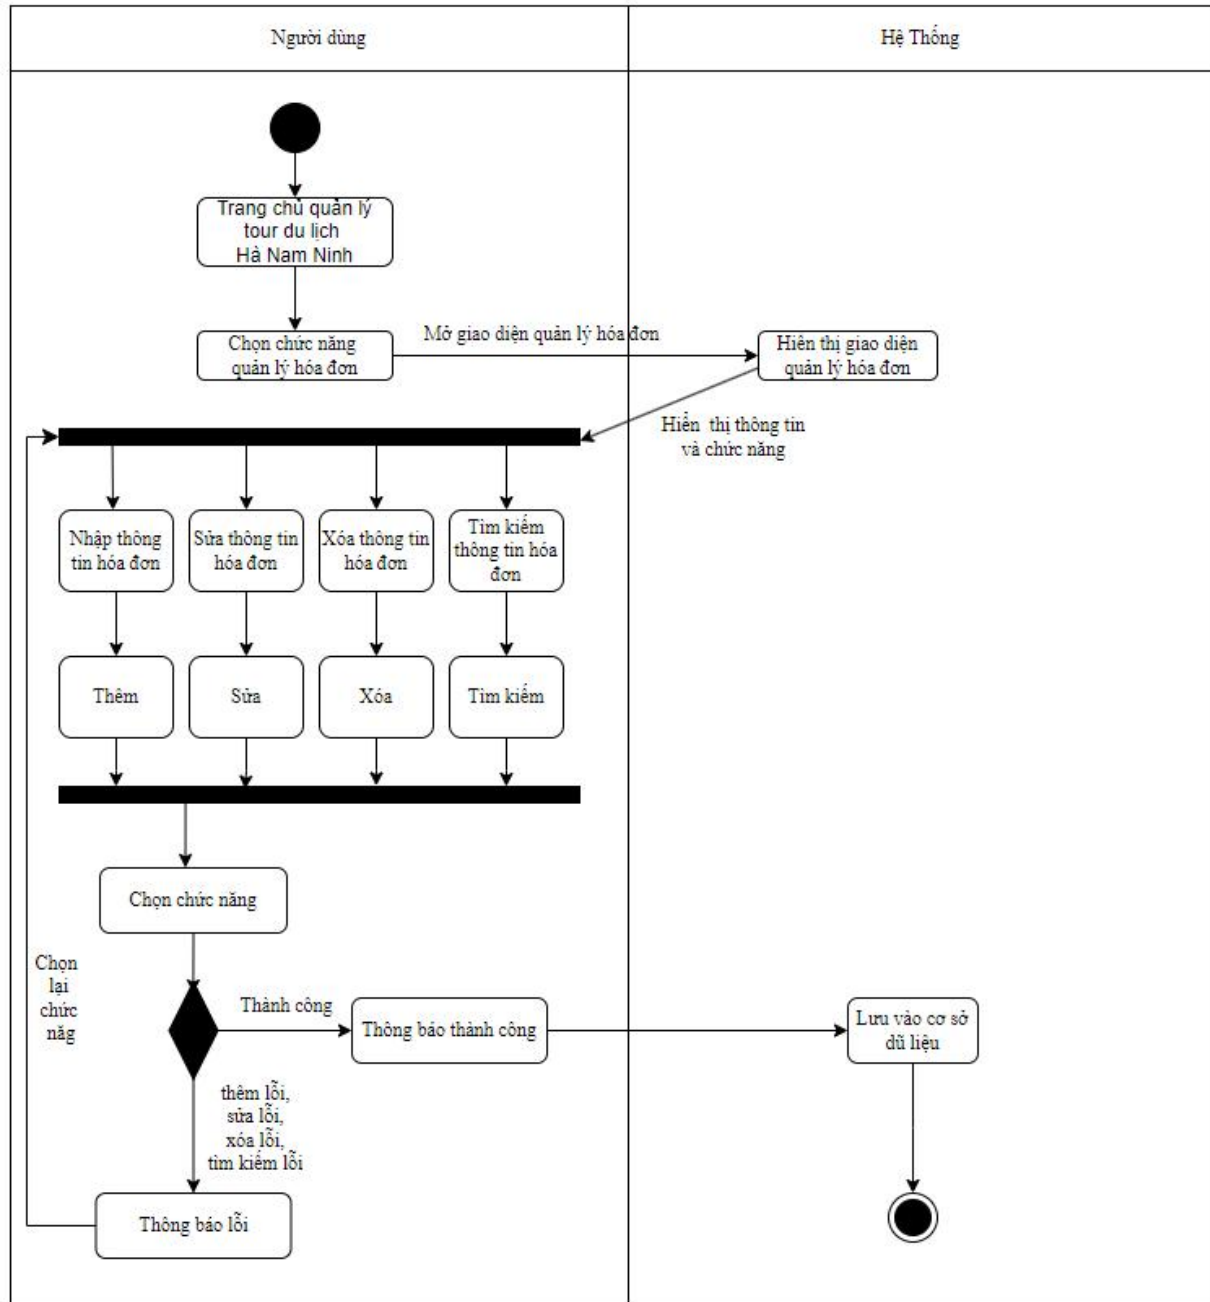 Người dùng
Hệ Thống
Trang chủ quản lý
tour du lịch
Hà Nam Ninh
Chọn chức năng
quản lý hóa đơn
Mở giao diện quản lý hóa đơn
Hiên thị giao diện
quản lý hóa đơn
Hiển thị thông tin
và chức năng
Nhập thông
tin hóa đơn
Sửa thông tin
hóa đơn
Xóa thông tin
hóa đơn
Tìm kiếm
thông tin hóa
đơn
Thêm
Sửa
Xóa
Tìm kiếm
Chọn chức năng
Chọn
lại
chức
năg
Thành công
Thông báo thành công
Lưu vào cơ sở
dũ liệu
thêm lỗi,
sửa lỗi,
xóa lỗi,
tìm kiếm lỗi
Thông báo lỗi